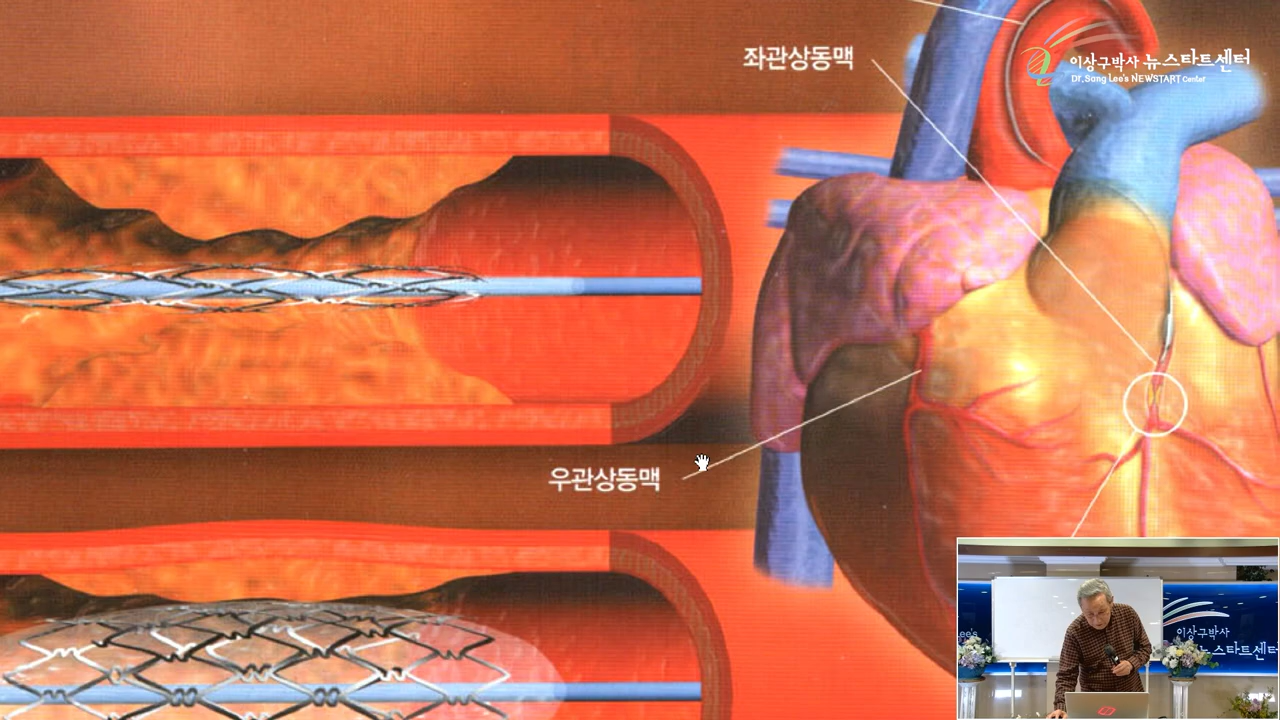 좌관상동맥
이상구박사 뉴스타트센터
Dr. Sang Lee's NEWSTART Center
우관상동맥
Lee's
이상구박사
뉴스타트센터